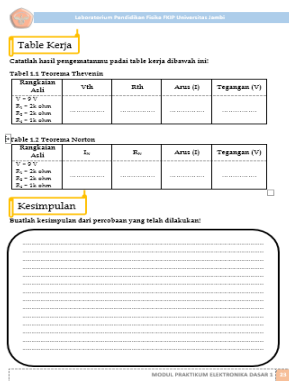 Laboratorium Pendidikan Fisika FKIP Universitas Jambi
Table Kerja
Catatlah hasil pengamatanmu padai table kerja dibawah ini!
Tabel 1.1 Teorema Thevenin
Rangkaian Asli Vth Rth Arus (I) Tegangan (V)
V = 9 V
R₁ = 2k ohm
R₂ = 2k ohm
R₃ = 1k ohm
Table 1.2 Teorema Norton
Rangkaian Asli Iₙ Rₙ Arus (I) Tegangan (V)
V = 9 V
R₁ = 2k ohm
R₂ = 2k ohm
R₃ = 1k ohm
Kesimpulan
Buatlah kesimpulan dari percobaan yang telah dilakukan!
MODUL PRAKTIKUM ELEKTRONIKA DASAR 1